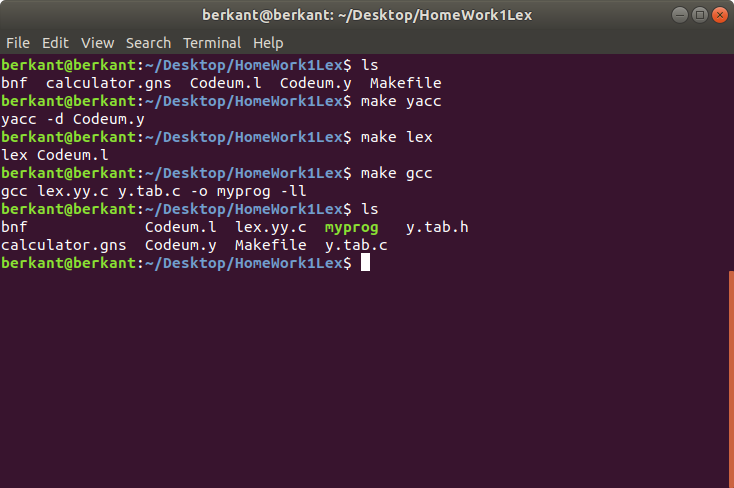 berkant@berkant: ~/Desktop/HomeWork1Lex
File Edit View Search Terminal Help
berkant@berkant:~/Desktop/HomeWork1Lex$ ls
bnf  calculator.gns  Codeum.l  Codeum.y  Makefile
berkant@berkant:~/Desktop/HomeWork1Lex$ make yacc
yacc -d Codeum.y
berkant@berkant:~/Desktop/HomeWork1Lex$ make lex
lex Codeum.l
berkant@berkant:~/Desktop/HomeWork1Lex$ make gcc
gcc lex.yy.c y.tab.c -o myprog -ll
berkant@berkant:~/Desktop/HomeWork1Lex$ ls
bnf             Codeum.l  lex.yy.c  myprog   y.tab.h
calculator.gns  Codeum.y  Makefile  y.tab.c
berkant@berkant:~/Desktop/HomeWork1Lex$